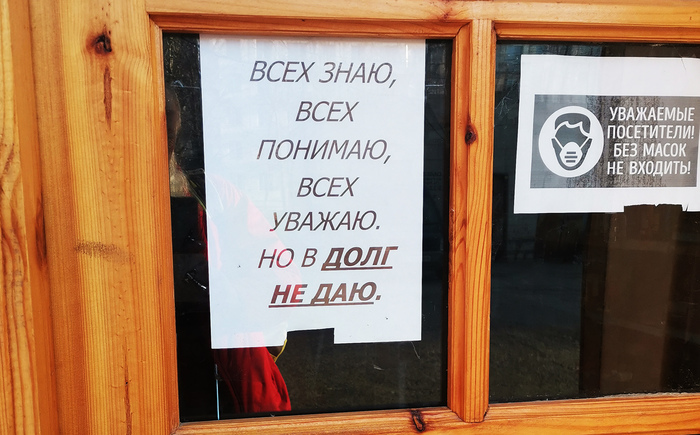 ВСЕХ ЗНАЮ,
ВСЕХ
ПОНИМАЮ,
ВСЕХ
УВАЖАЮ.
НО В ДОЛГ
НЕ ДАЮ.
УВАЖАЕМЫЕ
ПОСЕТИТЕЛИ!
БЕЗ МАСОК
НЕ ВХОДИТЬ!